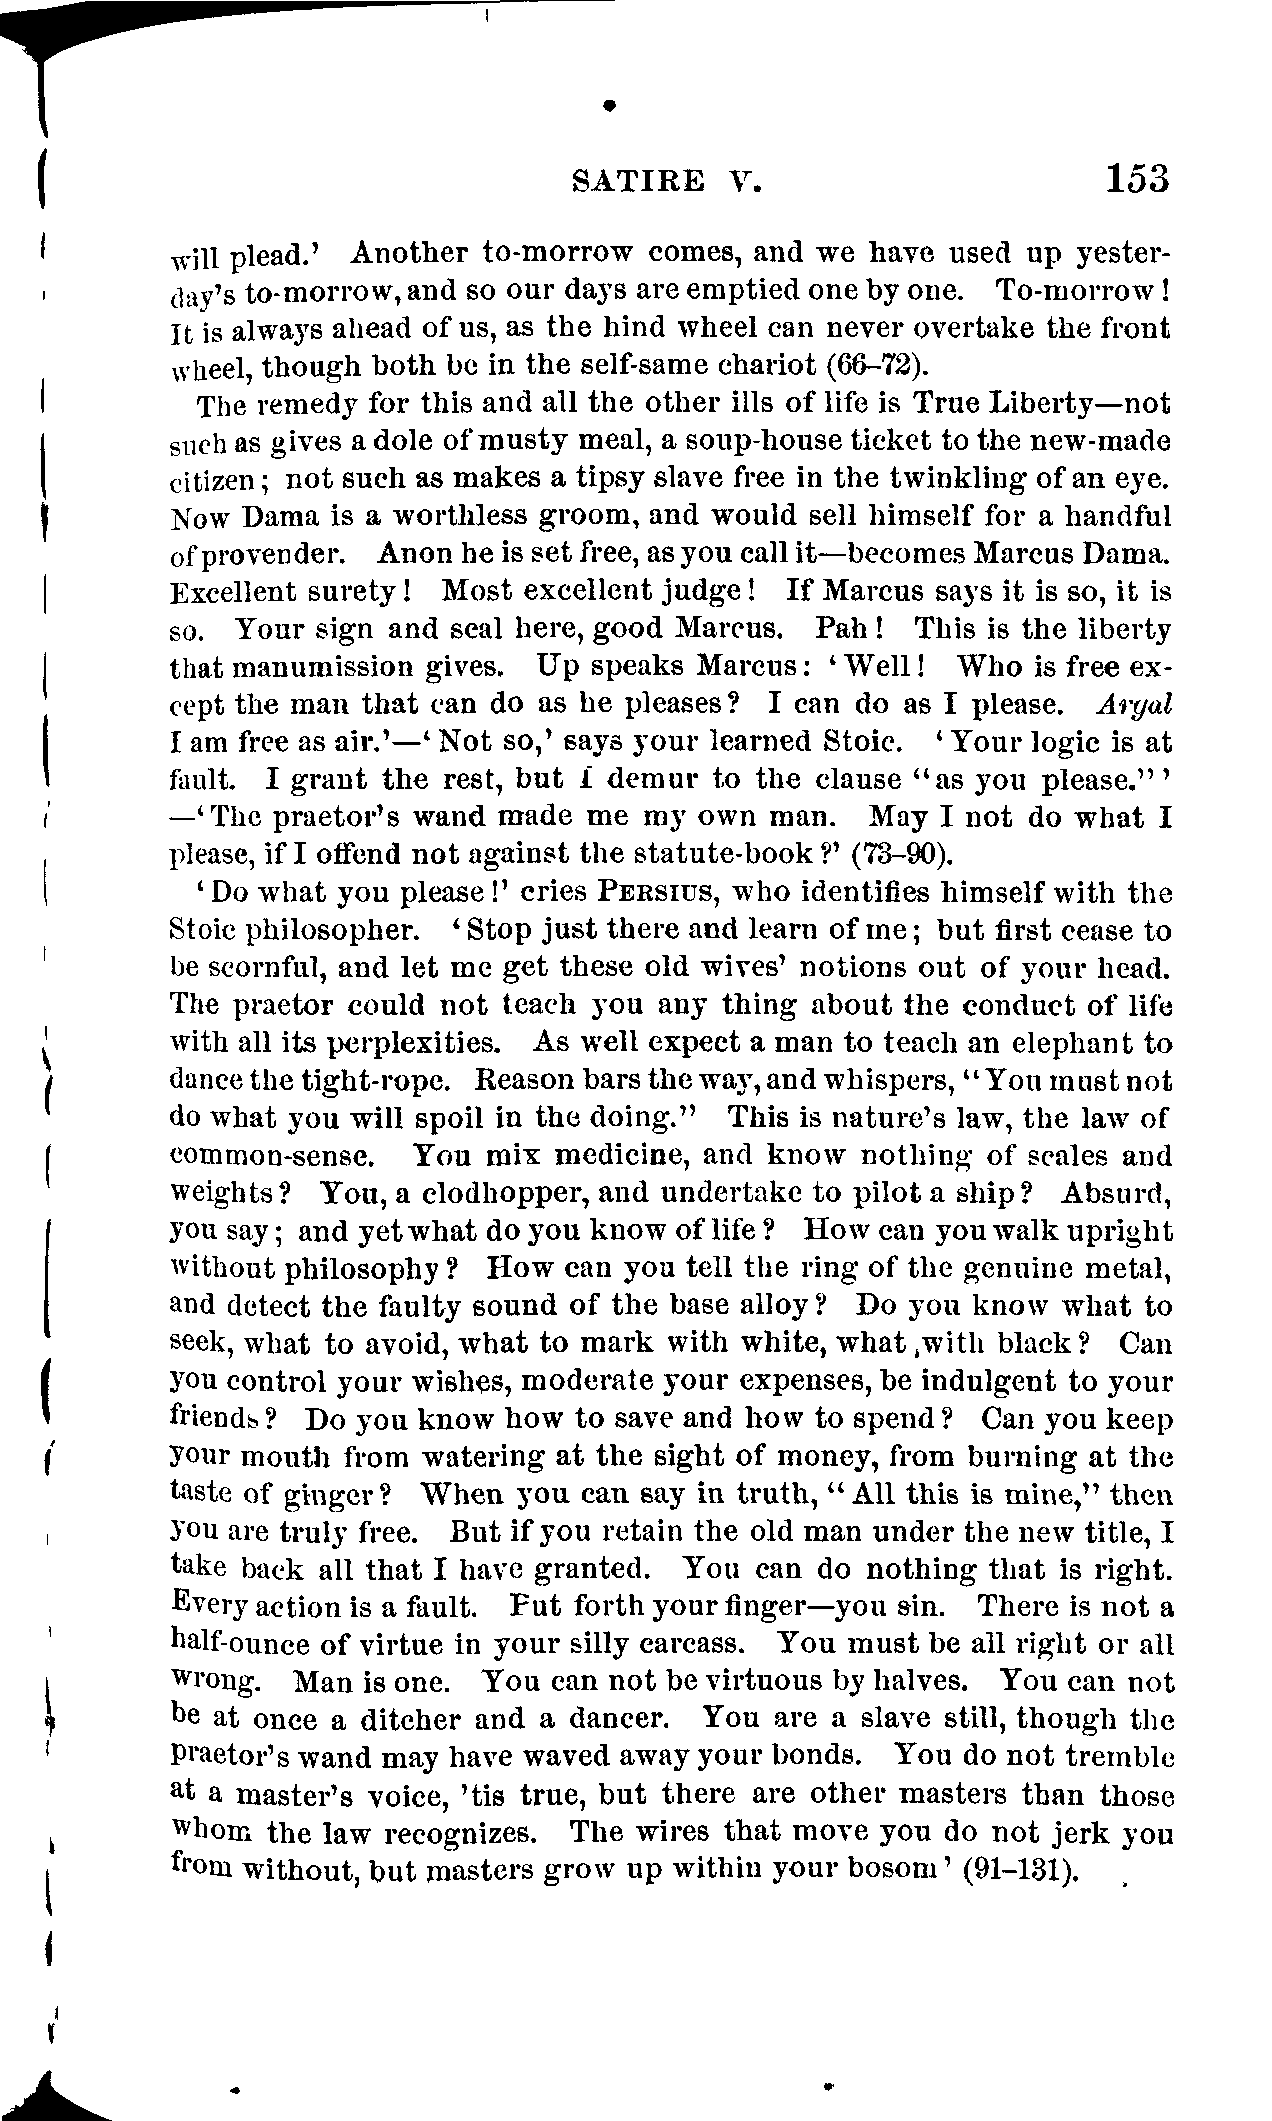 SATIRE V. 153
will plead.’ Another to-morrow comes, and we have used up yester-
day’s to-morrow, and so our days are emptied one by one. To-morrow!
It is always ahead of us, as the hind wheel can never overtake the front
wheel, though both be in the self-same chariot (66–72).
The remedy for this and all the other ills of life is True Liberty—not
such as gives a dole of musty meal, a soup-house ticket to the new-made
citizen; not such as makes a tipsy slave free in the twinkling of an eye.
Now Dama is a worthless groom, and would sell himself for a handful
of provender. Anon he is set free, as you call it—becomes Marcus Dama.
Excellent surety! Most excellent judge! If Marcus says it is so, it is
so. Your sign and seal here, good Marcus. Pah! This is the liberty
that manumission gives. Up speaks Marcus: ‘Well! Who is free ex-
cept the man that can do as he pleases? I can do as I please. Argal
I am free as air.’—‘Not so,’ says your learned Stoic. ‘Your logic is at
fault. I grant the rest, but I demur to the clause “as you please.”’
—‘The praetor’s wand made me my own man. May I not do what I
please, if I offend not against the statute-book?’ (73–90).
‘Do what you please!’ cries PERSIUS, who identifies himself with the
Stoic philosopher. ‘Stop just there and learn of me; but first cease to
be scornful, and let me get these old wives’ notions out of your head.
The praetor could not teach you any thing about the conduct of life
with all its perplexities. As well expect a man to teach an elephant to
dance the tight-rope. Reason bars the way, and whispers, “You must not
do what you will spoil in the doing.” This is nature’s law, the law of
common-sense. You mix medicine, and know nothing of scales and
weights? You, a clodhopper, and undertake to pilot a ship? Absurd,
you say; and yet what do you know of life? How can you walk upright
without philosophy? How can you tell the ring of the genuine metal,
and detect the faulty sound of the base alloy? Do you know what to
seek, what to avoid, what to mark with white, what with black? Can
you control your wishes, moderate your expenses, be indulgent to your
friends? Do you know how to save and how to spend? Can you keep
your mouth from watering at the sight of money, from burning at the
taste of ginger? When you can say in truth, “All this is mine,” then
you are truly free. But if you retain the old man under the new title, I
take back all that I have granted. You can do nothing that is right.
Every action is a fault. Put forth your finger—you sin. There is not a
half-ounce of virtue in your silly carcass. You must be all right or all
wrong. Man is one. You can not be virtuous by halves. You can not
be at once a ditcher and a dancer. You are a slave still, though the
praetor’s wand may have waved away your bonds. You do not tremble
at a master’s voice, ’tis true, but there are other masters than those
whom the law recognizes. The wires that move you do not jerk you
from without, but masters grow up within your bosom’ (91–131).